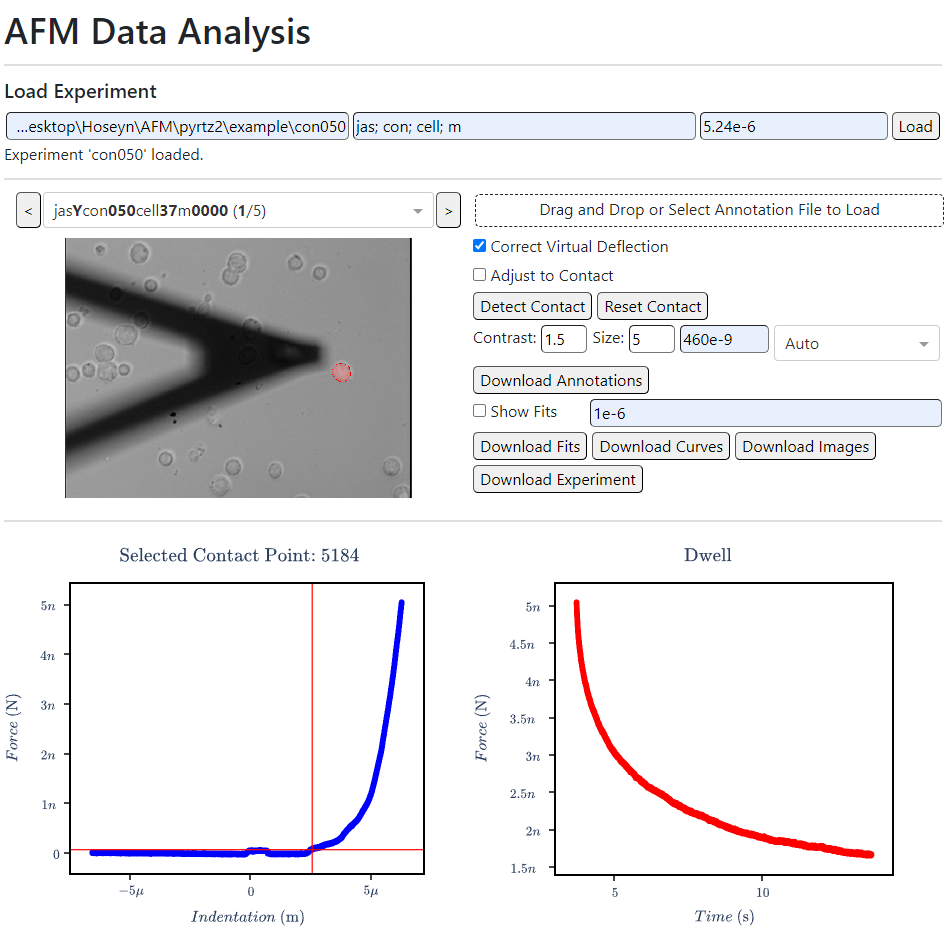 AFM Data Analysis
Load Experiment
...esktop\Hoseyn\AFM\pyrtz2\example\con050 jas; con; cell; m 5.24e-6 Load
Experiment 'con050' loaded.
< jasYcon050cell37m0000 (1/5) >
Drag and Drop or Select Annotation File to Load
Correct Virtual Deflection
Adjust to Contact
Detect Contact Reset Contact
Contrast: 1.5 Size: 5 460e-9 Auto
Download Annotations
Show Fits 1e-6
Download Fits Download Curves Download Images
Download Experiment
Selected Contact Point: 5184
5n
4n
3n
2n
1n
0
Force (N)
−5μ 0 5μ
Indentation (m)
Dwell
5n
4.5n
4n
3.5n
3n
2.5n
2n
1.5n
Force (N)
5 10
Time (s)